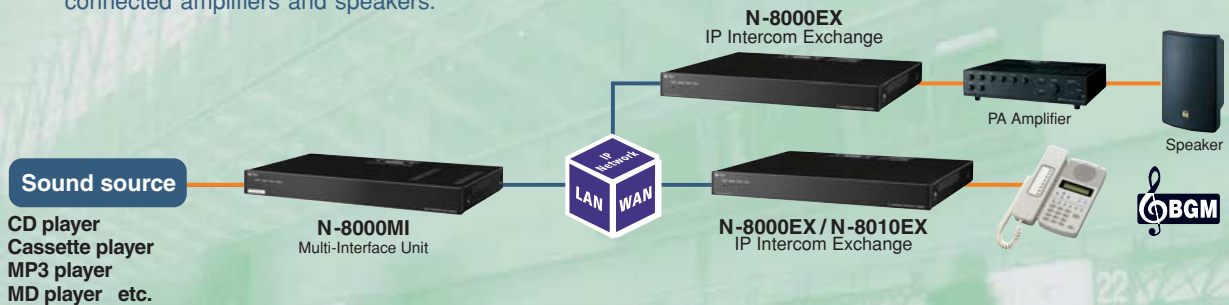 connected amplifiers and speakers.
N-8000EX
IP Intercom Exchange
PA Amplifier
Speaker
IP
Network
LAN
WAN
Sound source
N-8000MI
Multi-Interface Unit
N-8000EX / N-8010EX
IP Intercom Exchange
BGM
CD player
Cassette player
MP3 player
MD player etc.
22